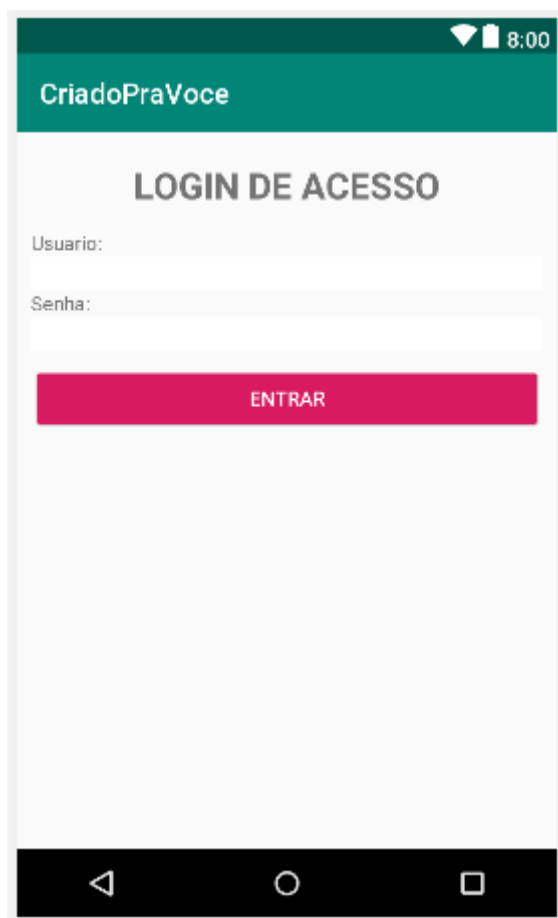 8:00
CriadoPraVoce
LOGIN DE ACESSO
Usuario:
Senha:
ENTRAR